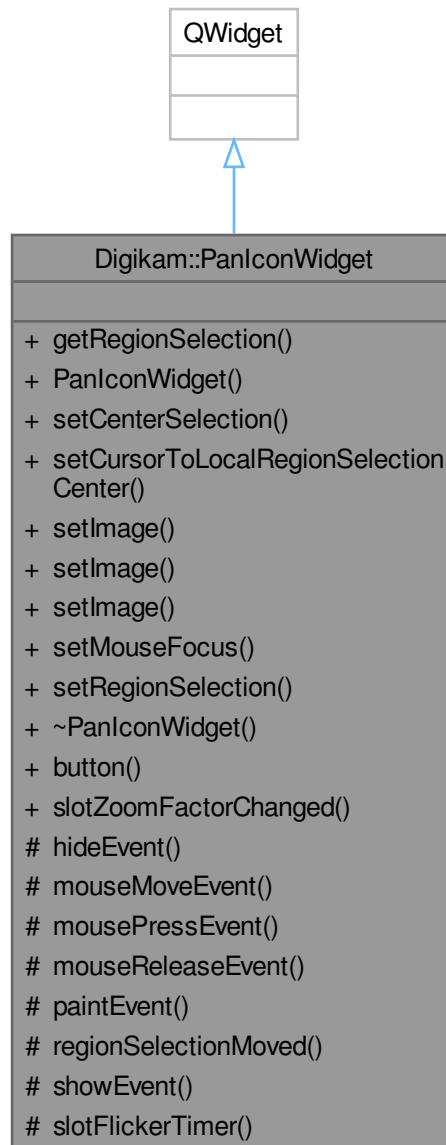 QWidget
Digikam::PanIconWidget
+ getRegionSelection()
+ PanIconWidget()
+ setCenterSelection()
+ setCursorToLocalRegionSelection
Center()
+ setImage()
+ setImage()
+ setImage()
+ setMouseFocus()
+ setRegionSelection()
+ ~PanIconWidget()
+ button()
+ slotZoomFactorChanged()
# hideEvent()
# mouseMoveEvent()
# mousePressEvent()
# mouseReleaseEvent()
# paintEvent()
# regionSelectionMoved()
# showEvent()
# slotFlickerTimer()